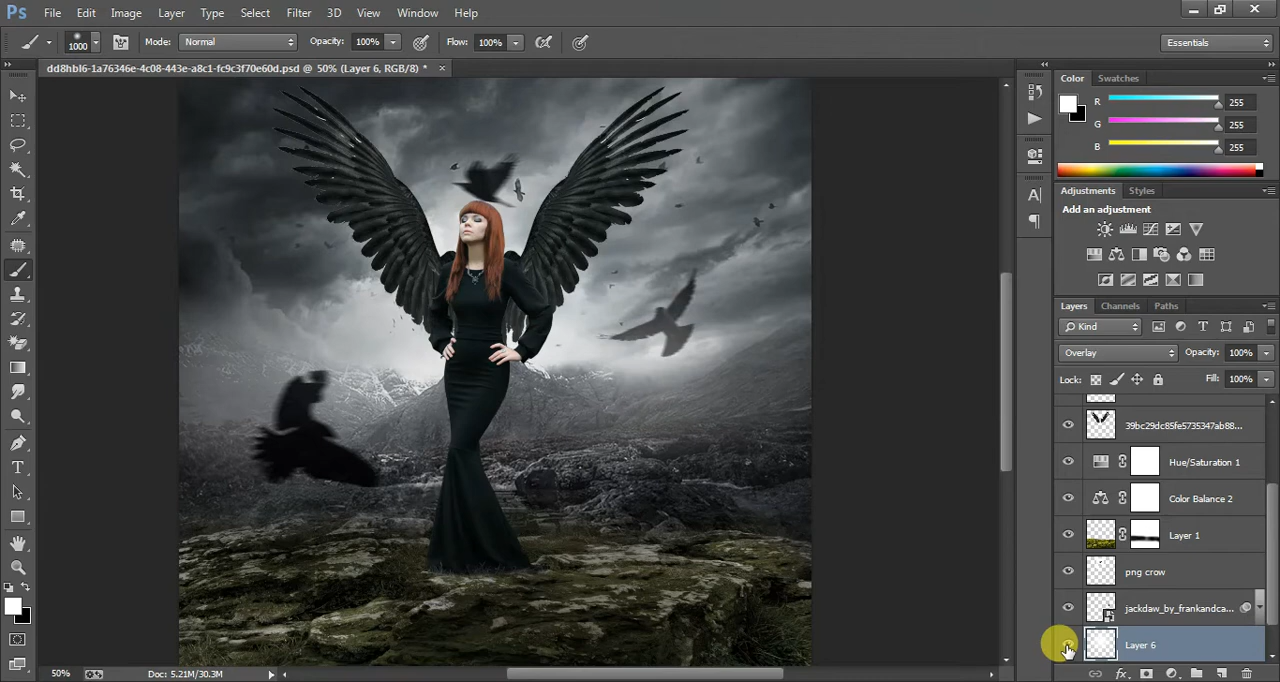 Ps File Edit Image Layer Type Select Filter 3D View Window Help
1000 Mode: Normal Opacity: 100% Flow: 100% Essentials
dd8hbl6-1a76346e-4c08-443e-a8c1-fc9c3f70e60d.psd @ 50% (Layer 6, RGB/8) *
Color Swatches
R 255
G 255
B 255
Adjustments Styles
Add an adjustment
Layers Channels Paths
Kind
Overlay Opacity: 100%
Lock: Fill: 100%
39bc29dc85fe5735347ab88...
Hue/Saturation 1
Color Balance 2
Layer 1
png crow
jackdaw_by_frankandca...
Layer 6
50% Doc: 5.21M/30.3M